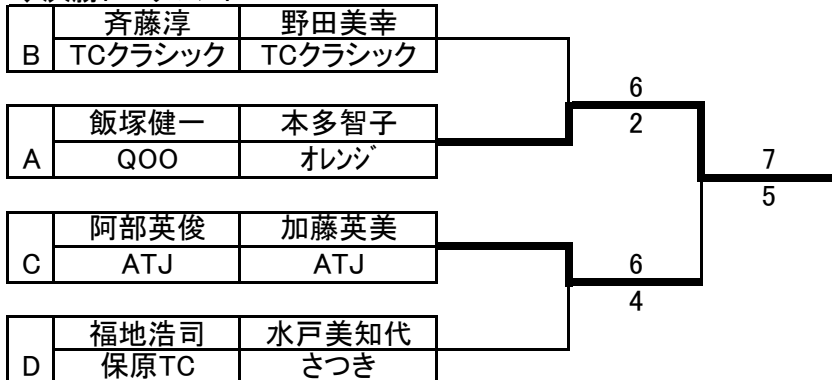 斉藤淳 野田美幸
B TCクラシック TCクラシック
6
2
飯塚健一 本多智子
A QOO オレンジ
7
5
阿部英俊 加藤英美
C ATJ ATJ
6
4
福地浩司 水戸美知代
D 保原TC さつき